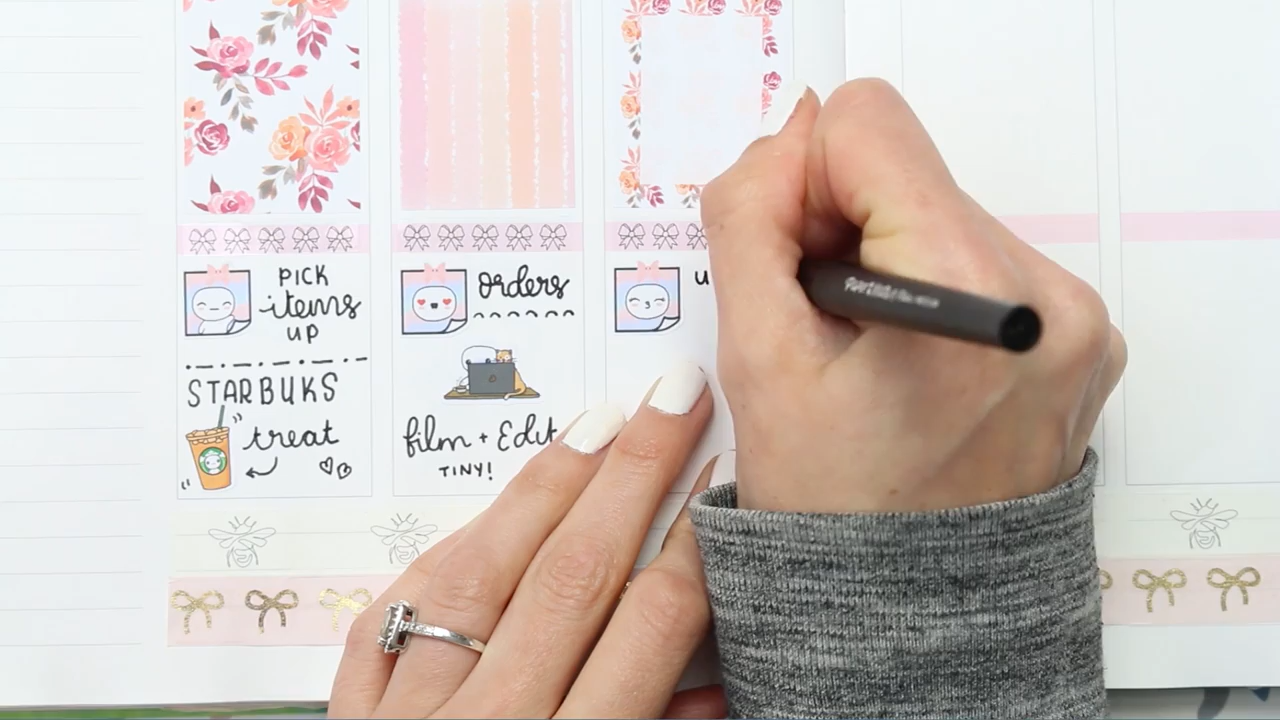 PICK
items
up
STARBUKS
treat
orders
film + Edit
TINY!
u